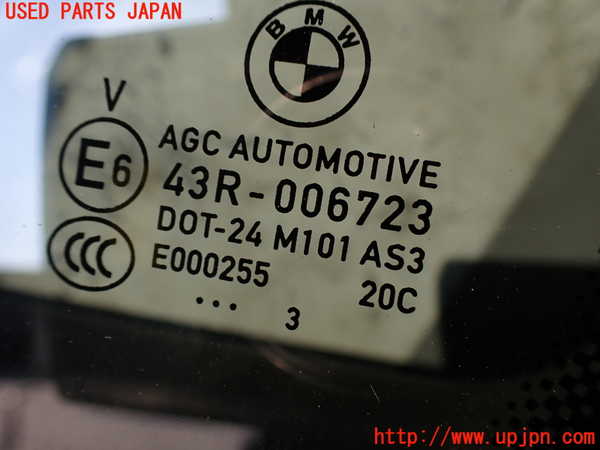 USED PARTS JAPAN
BMW
V
E6
AGC AUTOMOTIVE
43R-006723
DOT-24 M101 AS3
CCC
E000255
20C
... 3
http://www.upjpn.com/